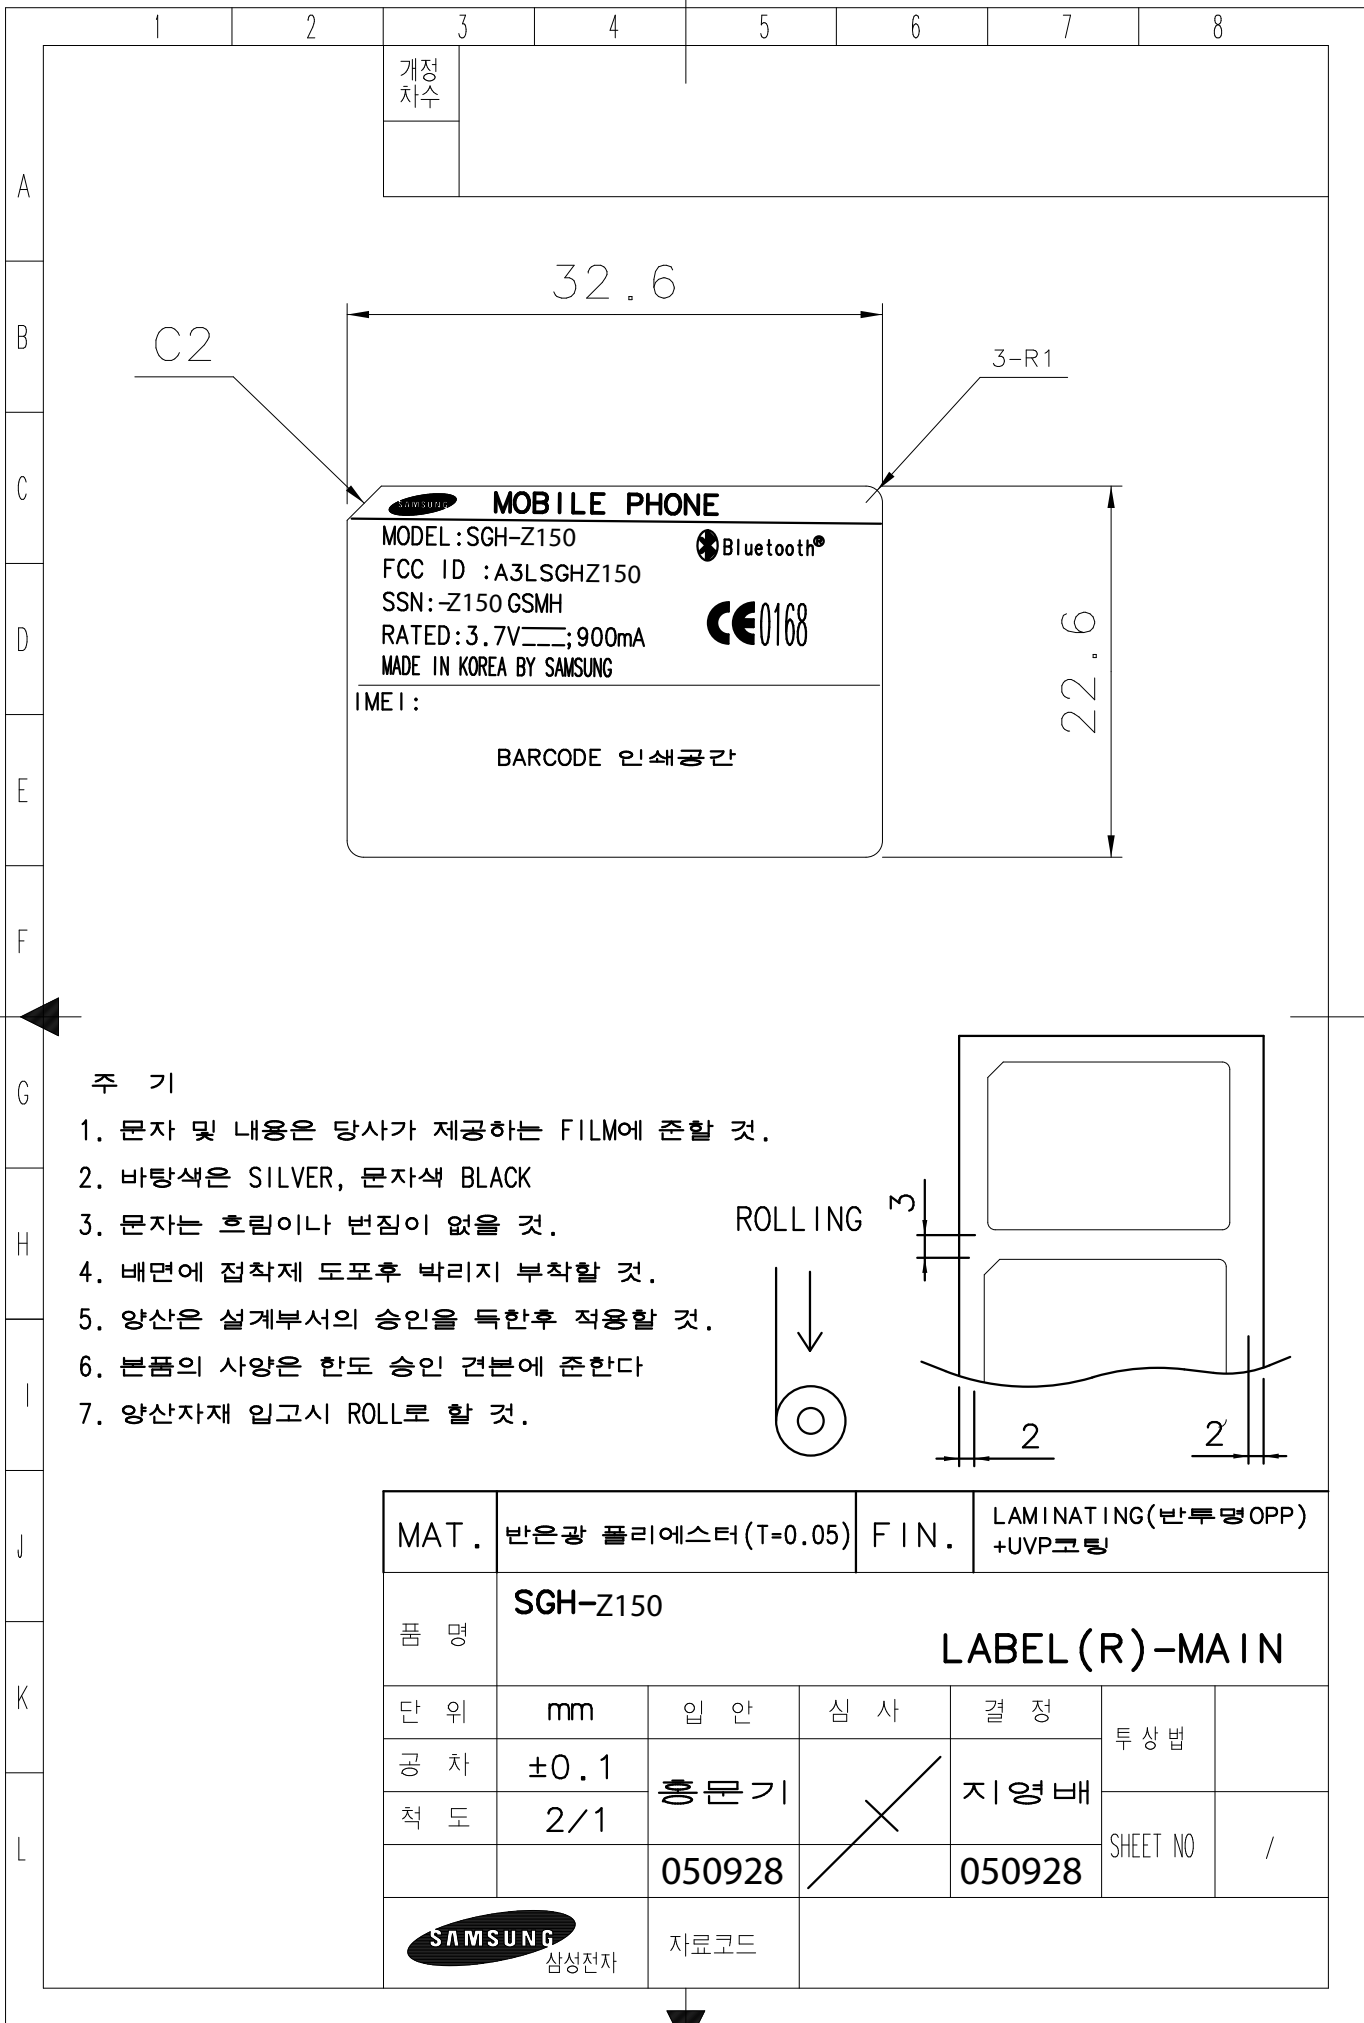 1 2 3 4 5 6 7 8
개정
차수
A
B
C
D
E
F
G
H
I
J
K
L
32.6
C2
3-R1
22.6
SAMSUNG MOBILE PHONE
MODEL:SGH-Z150
Bluetooth®
FCC ID :A3LSGHZ150
SSN:-Z150 GSMH
CE0168
RATED:3.7V⎓;900mA
MADE IN KOREA BY SAMSUNG
IMEI:
BARCODE 인쇄공간
주 기
1. 문자 및 내용은 당사가 제공하는 FILM에 준할 것.
2. 바탕색은 SILVER, 문자색 BLACK
3. 문자는 흐림이나 번짐이 없을 것.
4. 배면에 접착제 도포후 박리지 부착할 것.
5. 양산은 설계부서의 승인을 득한후 적용할 것.
6. 본품의 사양은 한도 승인 견본에 준한다
7. 양산자재 입고시 ROLL로 할 것.
ROLLING
3
2
2
MAT.
반은광 폴리에스터(T=0.05)
FIN.
LAMINATING(반투명OPP)
+UVP코팅
품 명
SGH-Z150
LABEL(R)-MAIN
단 위
mm
입 안
심 사
결 정
투상법
공 차
±0.1
홍문기
지영배
척 도
2/1
SHEET NO
/
050928
050928
SAMSUNG
삼성전자
자료코드